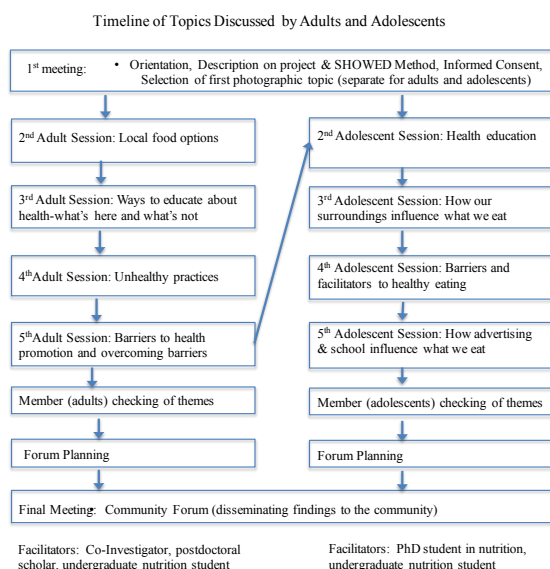 Timeline of Topics Discussed by Adults and Adolescents
1st meeting: • Orientation, Description on project & SHOWED Method, Informed Consent,
Selection of first photographic topic (separate for adults and adolescents)
2nd Adult Session: Local food options
3rd Adult Session: Ways to educate about
health-what's here and what's not
4th Adult Session: Unhealthy practices
5th Adult Session: Barriers to health
promotion and overcoming barriers
Member (adults) checking of themes
Forum Planning
2nd Adolescent Session: Health education
3rd Adolescent Session: How our
surroundings influence what we eat
4th Adolescent Session: Barriers and
facilitators to healthy eating
5th Adolescent Session: How advertising
& school influence what we eat
Member (adolescents) checking of themes
Forum Planning
Final Meeting: • Community Forum (disseminating findings to the community)
Facilitators: Co-Investigator, postdoctoral
scholar, undergraduate nutrition student
Facilitators: PhD student in nutrition,
undergraduate nutrition student